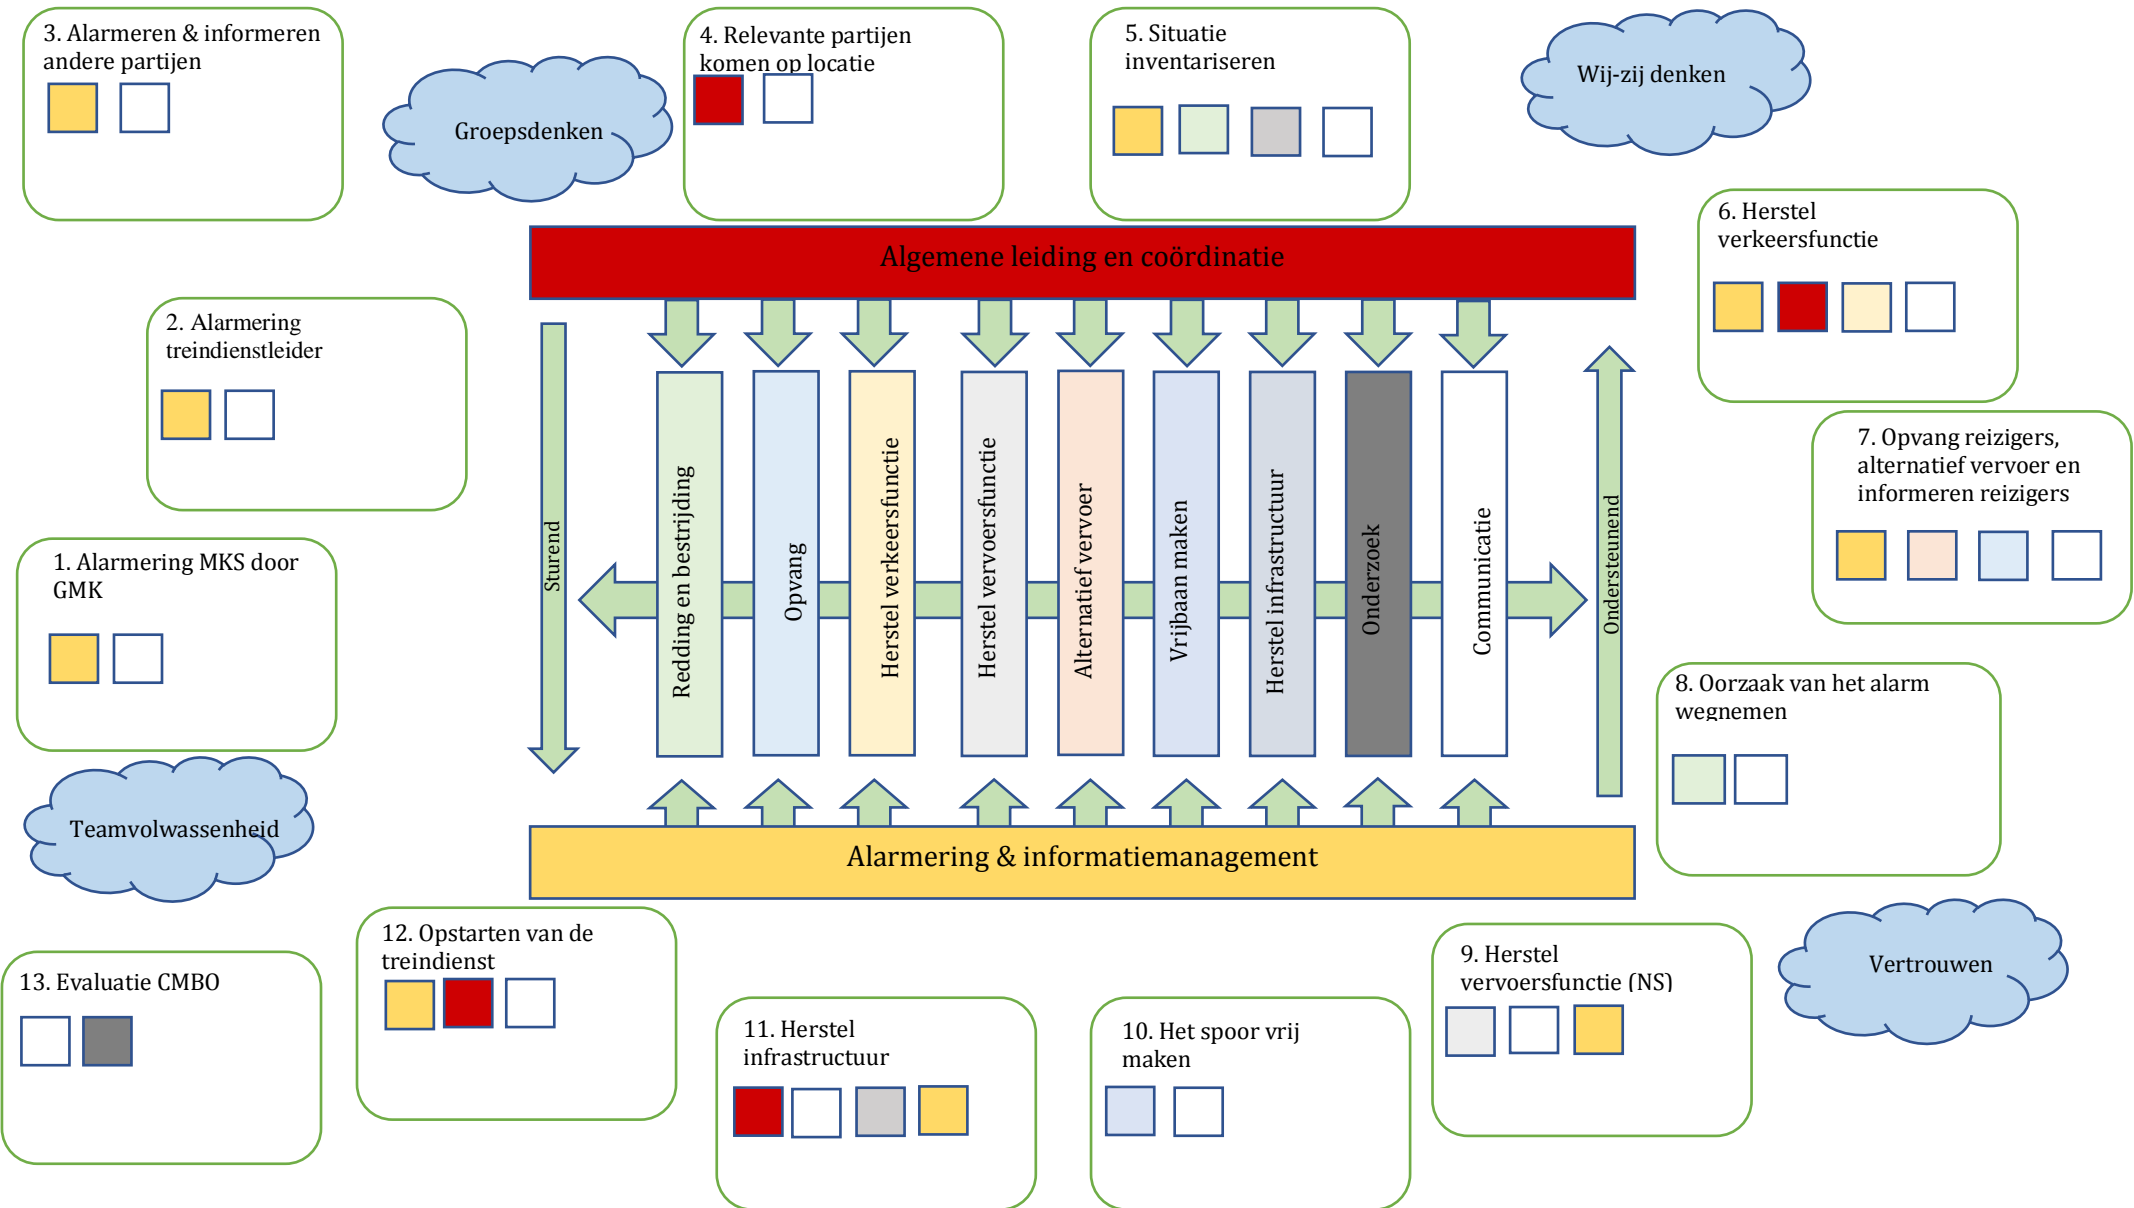 3. Alarmeren & informeren
andere partijen
Groepsdenken
4. Relevante partijen
komen op locatie
5. Situatie
inventariseren
Wij-zij denken
6. Herstel
verkeersfunctie
Algemene leiding en coördinatie
2. Alarmering
treindienstleider
Sturend
Redding en bestrijding
Opvang
Herstel verkeersfunctie
Herstel vervoersfunctie
Alternatief vervoer
Vrijbaan maken
Herstel infrastructuur
Onderzoek
Communicatie
Ondersteunend
7. Opvang reizigers,
alternatief vervoer en
informeren reizigers
1. Alarmering MKS door
GMK
8. Oorzaak van het alarm
wegnemen
Teamvolwassenheid
Alarmering & informatiemanagement
12. Opstarten van de
treindienst
9. Herstel
vervoersfunctie (NS)
Vertrouwen
13. Evaluatie CMBO
11. Herstel
infrastructuur
10. Het spoor vrij
maken